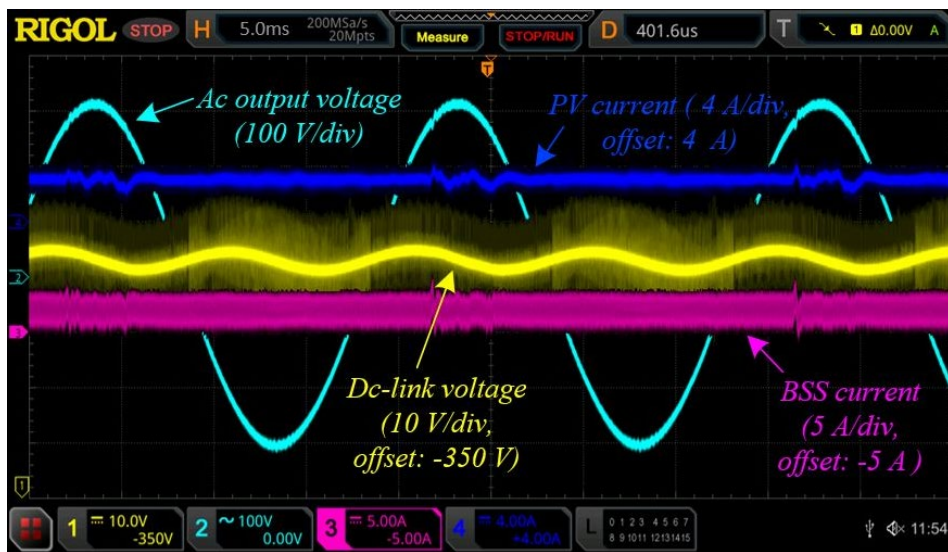 RIGOL STOP H 5.0ms 200MSa/s 20Mpts Measure STOP/RUN D 401.6us T 1 Δ0.00V A
T
Ac output voltage
(100 V/div)
PV current ( 4 A/div,
offset: 4 A)
2
3
Dc-link voltage
(10 V/div,
offset: -350 V)
BSS current
(5 A/div,
offset: -5 A )
1
1 10.0V -350V 2 100V 0.00V 3 5.00A -5.00A 4 4.00A +4.00A L 0 1 2 3 4 5 6 7
8 9 10 11 12 13 14 15
11:54